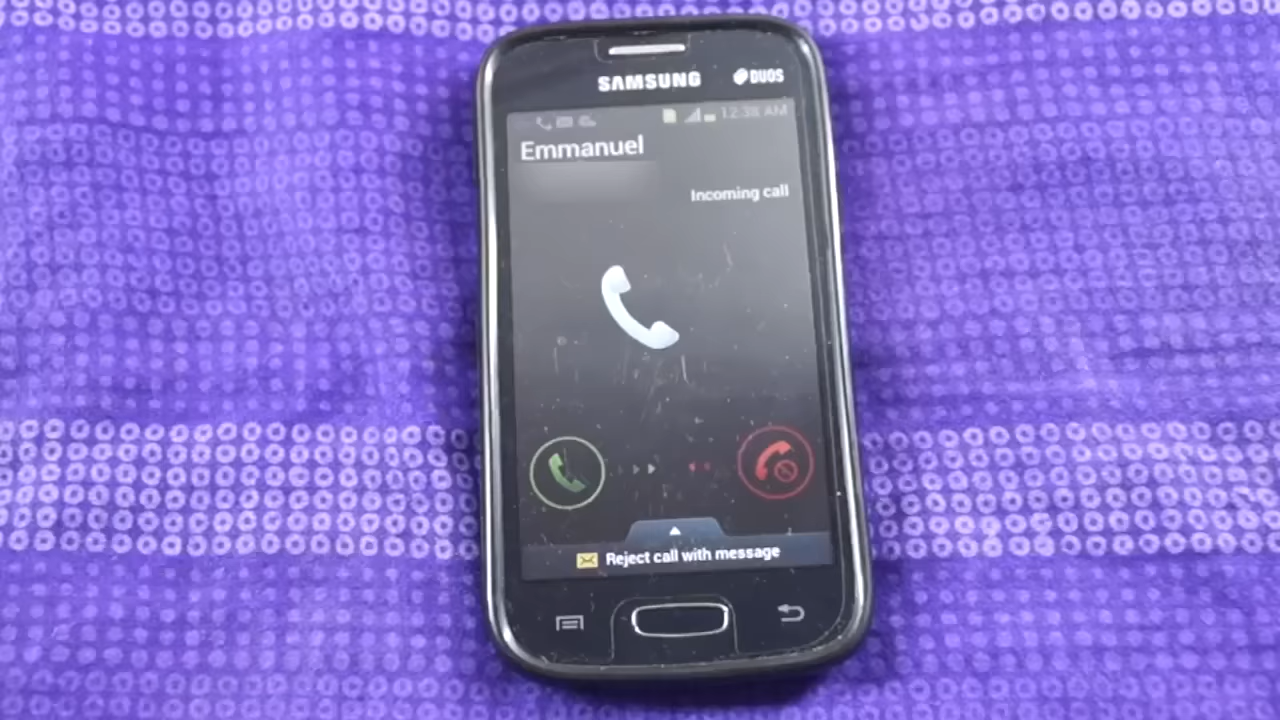 SAMSUNG DUOS
12:38 AM
Emmanuel
Incoming call
Reject call with message